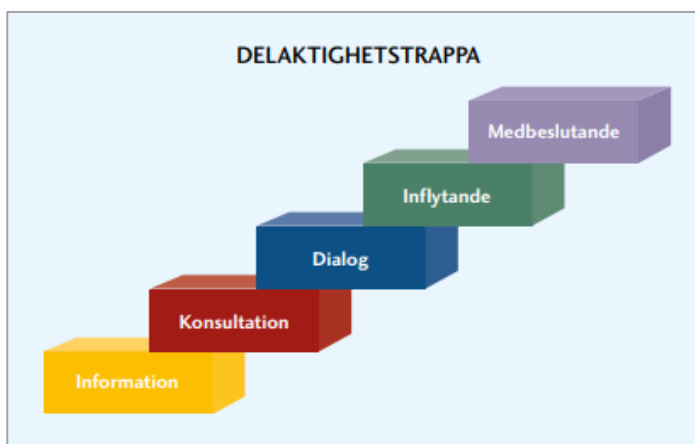 DELAKTIGHETSTRAPPA
Medbeslutande
Inflytande
Dialog
Konsultation
Information